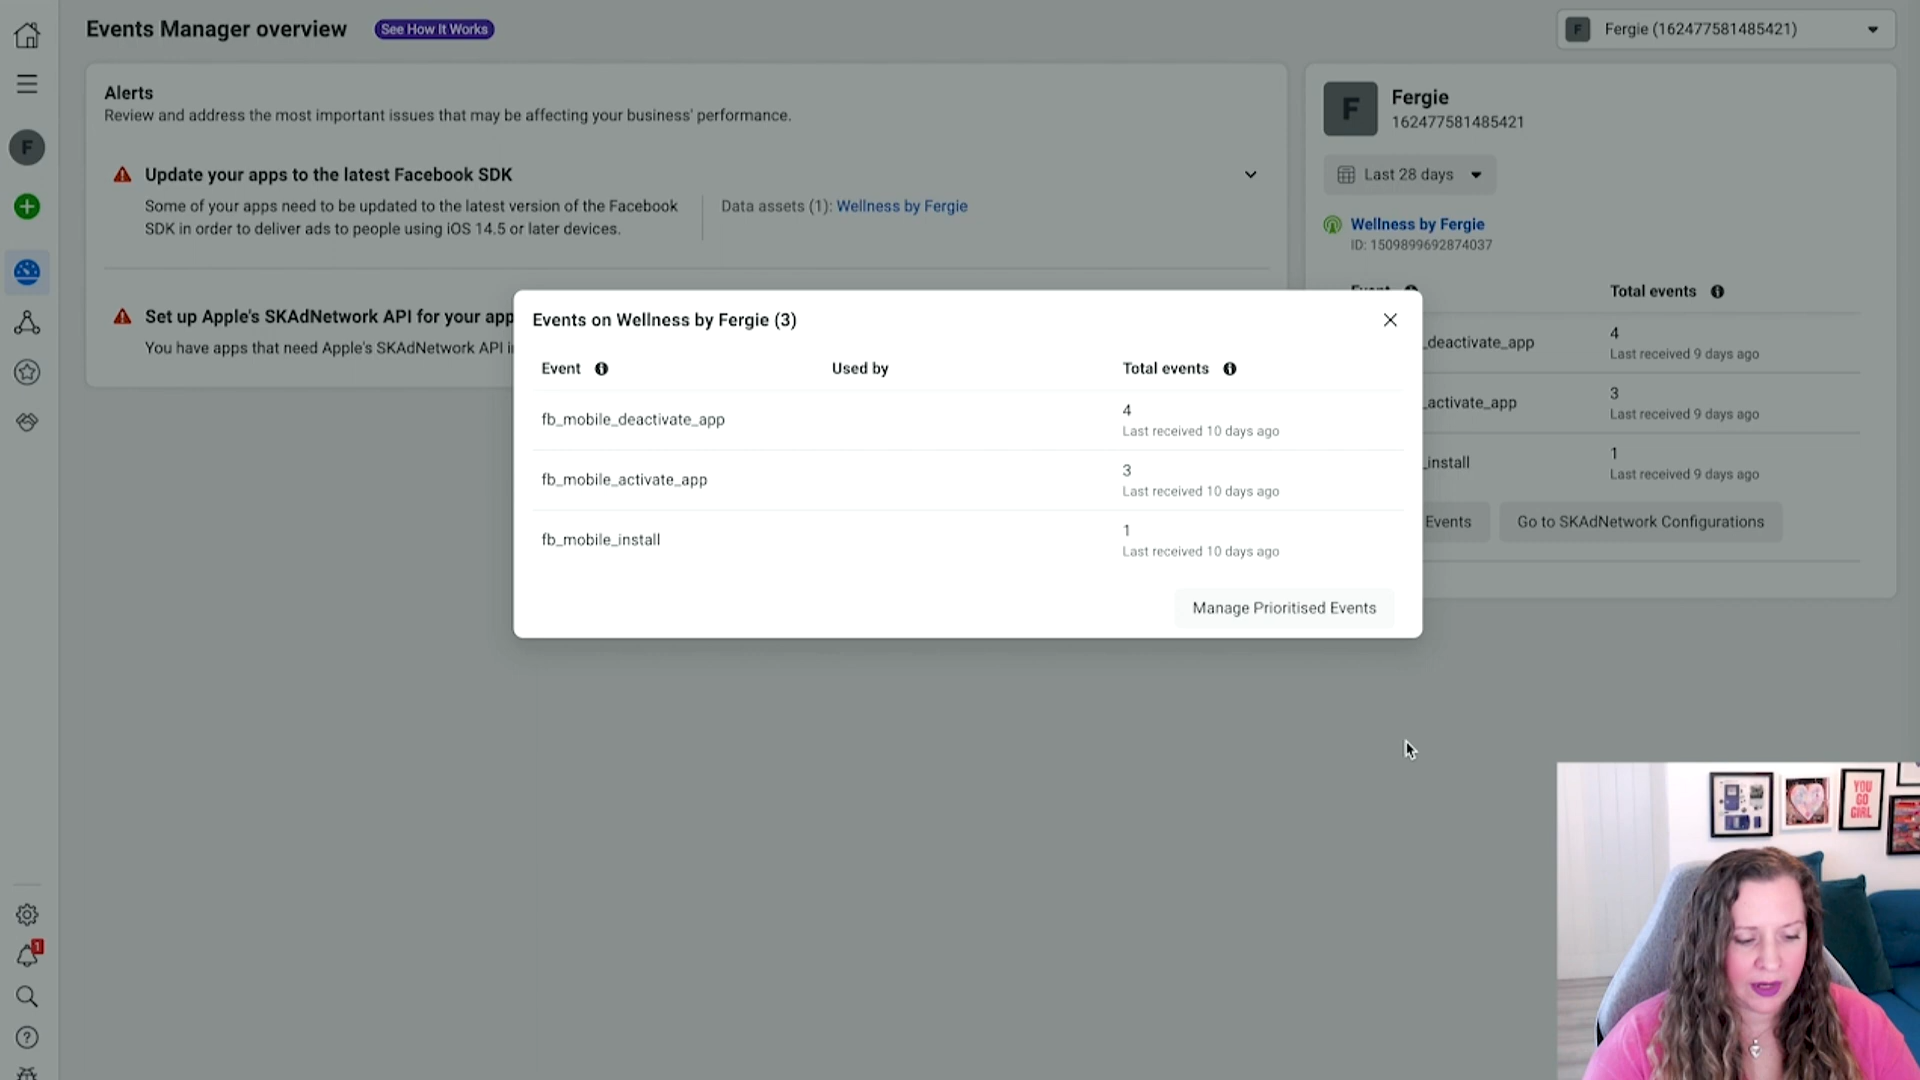 Events Manager overview
See How It Works
F
Fergie (162477581485421)
F
Alerts
Review and address the most important issues that may be affecting your business' performance.
Update your apps to the latest Facebook SDK
Some of your apps need to be updated to the latest version of the Facebook
SDK in order to deliver ads to people using iOS 14.5 or later devices.
Data assets (1): Wellness by Fergie
Set up Apple's SKAdNetwork API for your app
You have apps that need Apple's SKAdNetwork API
F
Fergie
162477581485421
Last 28 days
Wellness by Fergie
ID: 1509899692874037
Event
Total events
_deactivate_app
4
Last received 9 days ago
_activate_app
3
Last received 9 days ago
_install
1
Last received 9 days ago
Events
Go to SKAdNetwork Configurations
Events on Wellness by Fergie (3)
Event
Used by
Total events
fb_mobile_deactivate_app
4
Last received 10 days ago
fb_mobile_activate_app
3
Last received 10 days ago
fb_mobile_install
1
Last received 10 days ago
Manage Prioritised Events
1
YOU
GO
GIRL